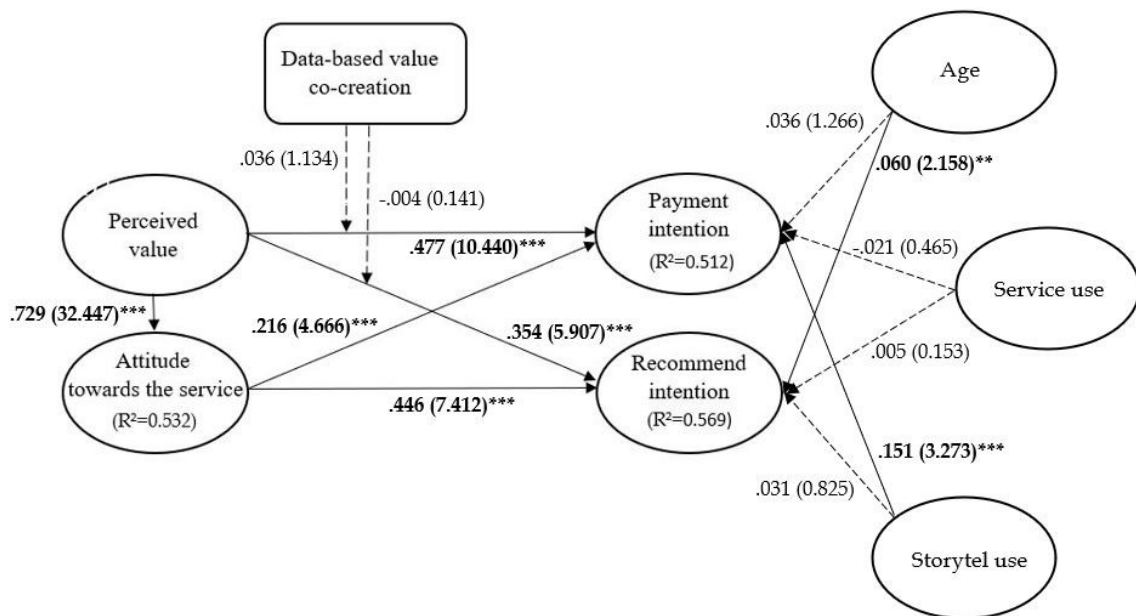 Data-based value
co-creation
Age
.036 (1.134)
-.004 (0.141)
.036 (1.266)
.060 (2.158)**
Perceived
value
Payment
intention
(R²=0.512)
.477 (10.440)***
-.021 (0.465)
Service use
.729 (32.447)***
.216 (4.666)***
.354 (5.907)***
.005 (0.153)
Attitude
towards the service
(R²=0.532)
Recommend
intention
(R²=0.569)
.446 (7.412)***
.151 (3.273)***
.031 (0.825)
Storytel use